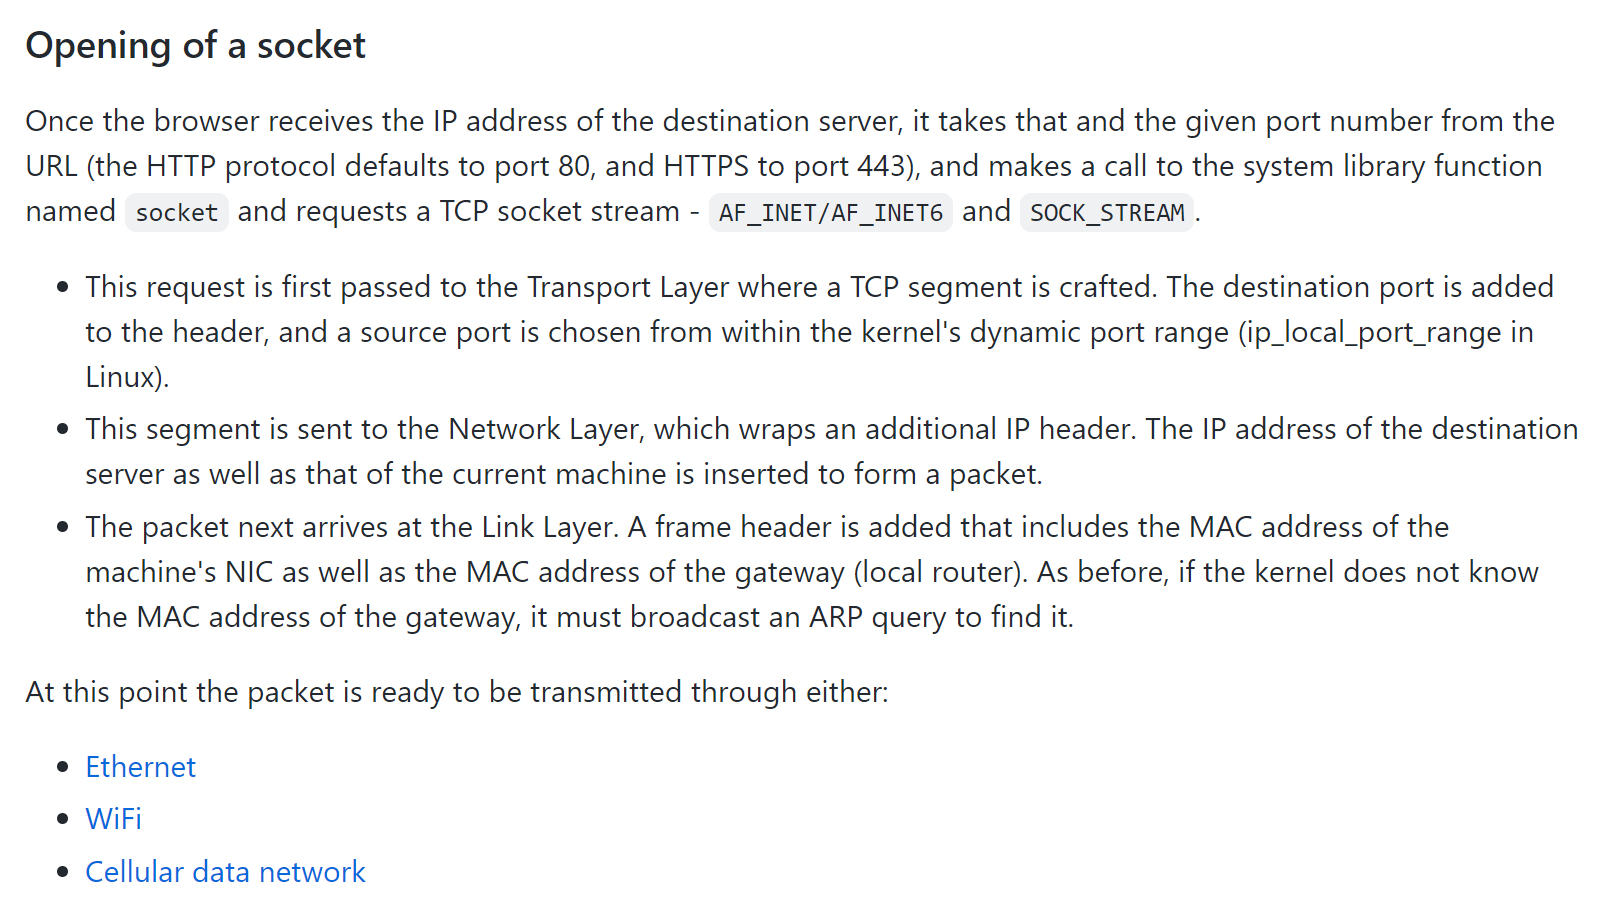 Opening of a socket
Once the browser receives the IP address of the destination server, it takes that and the given port number from the
URL (the HTTP protocol defaults to port 80, and HTTPS to port 443), and makes a call to the system library function
named socket and requests a TCP socket stream - AF_INET/AF_INET6 and SOCK_STREAM.
• This request is first passed to the Transport Layer where a TCP segment is crafted. The destination port is added
to the header, and a source port is chosen from within the kernel's dynamic port range (ip_local_port_range in
Linux).
• This segment is sent to the Network Layer, which wraps an additional IP header. The IP address of the destination
server as well as that of the current machine is inserted to form a packet.
• The packet next arrives at the Link Layer. A frame header is added that includes the MAC address of the
machine's NIC as well as the MAC address of the gateway (local router). As before, if the kernel does not know
the MAC address of the gateway, it must broadcast an ARP query to find it.
At this point the packet is ready to be transmitted through either:
• Ethernet
• WiFi
• Cellular data network